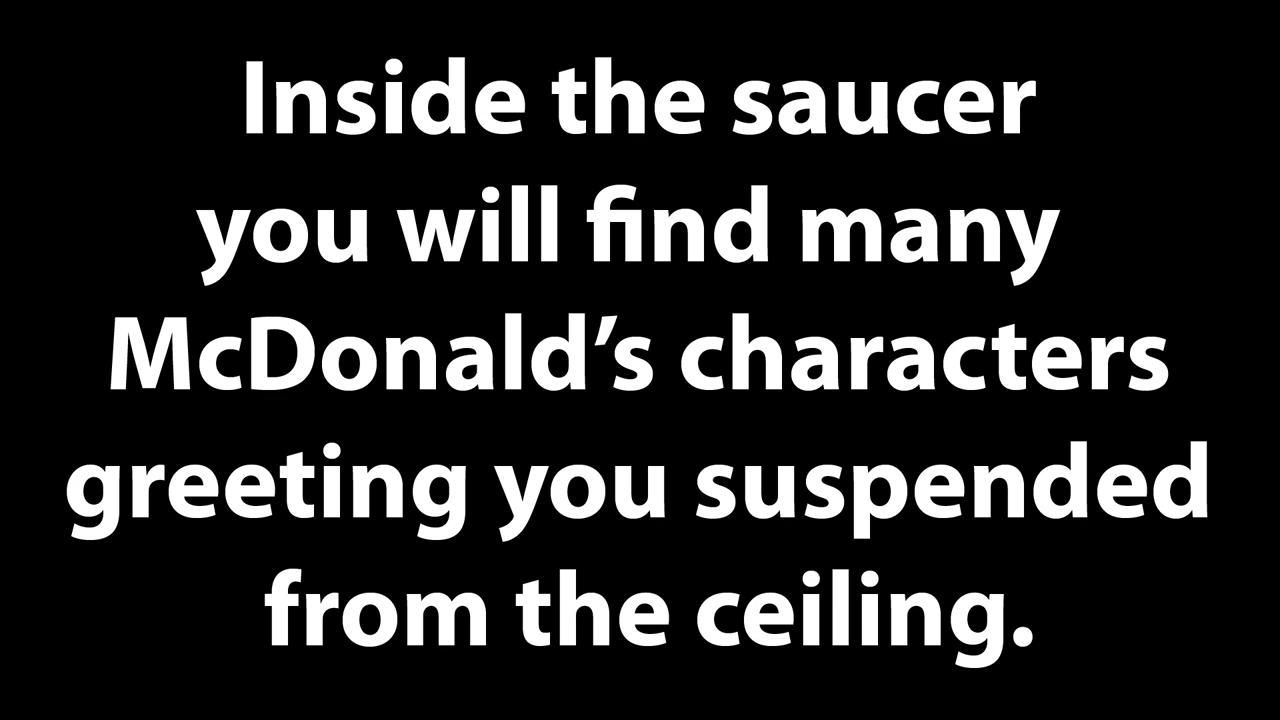 Inside the saucer
you will find many
McDonald’s characters
greeting you suspended
from the ceiling.